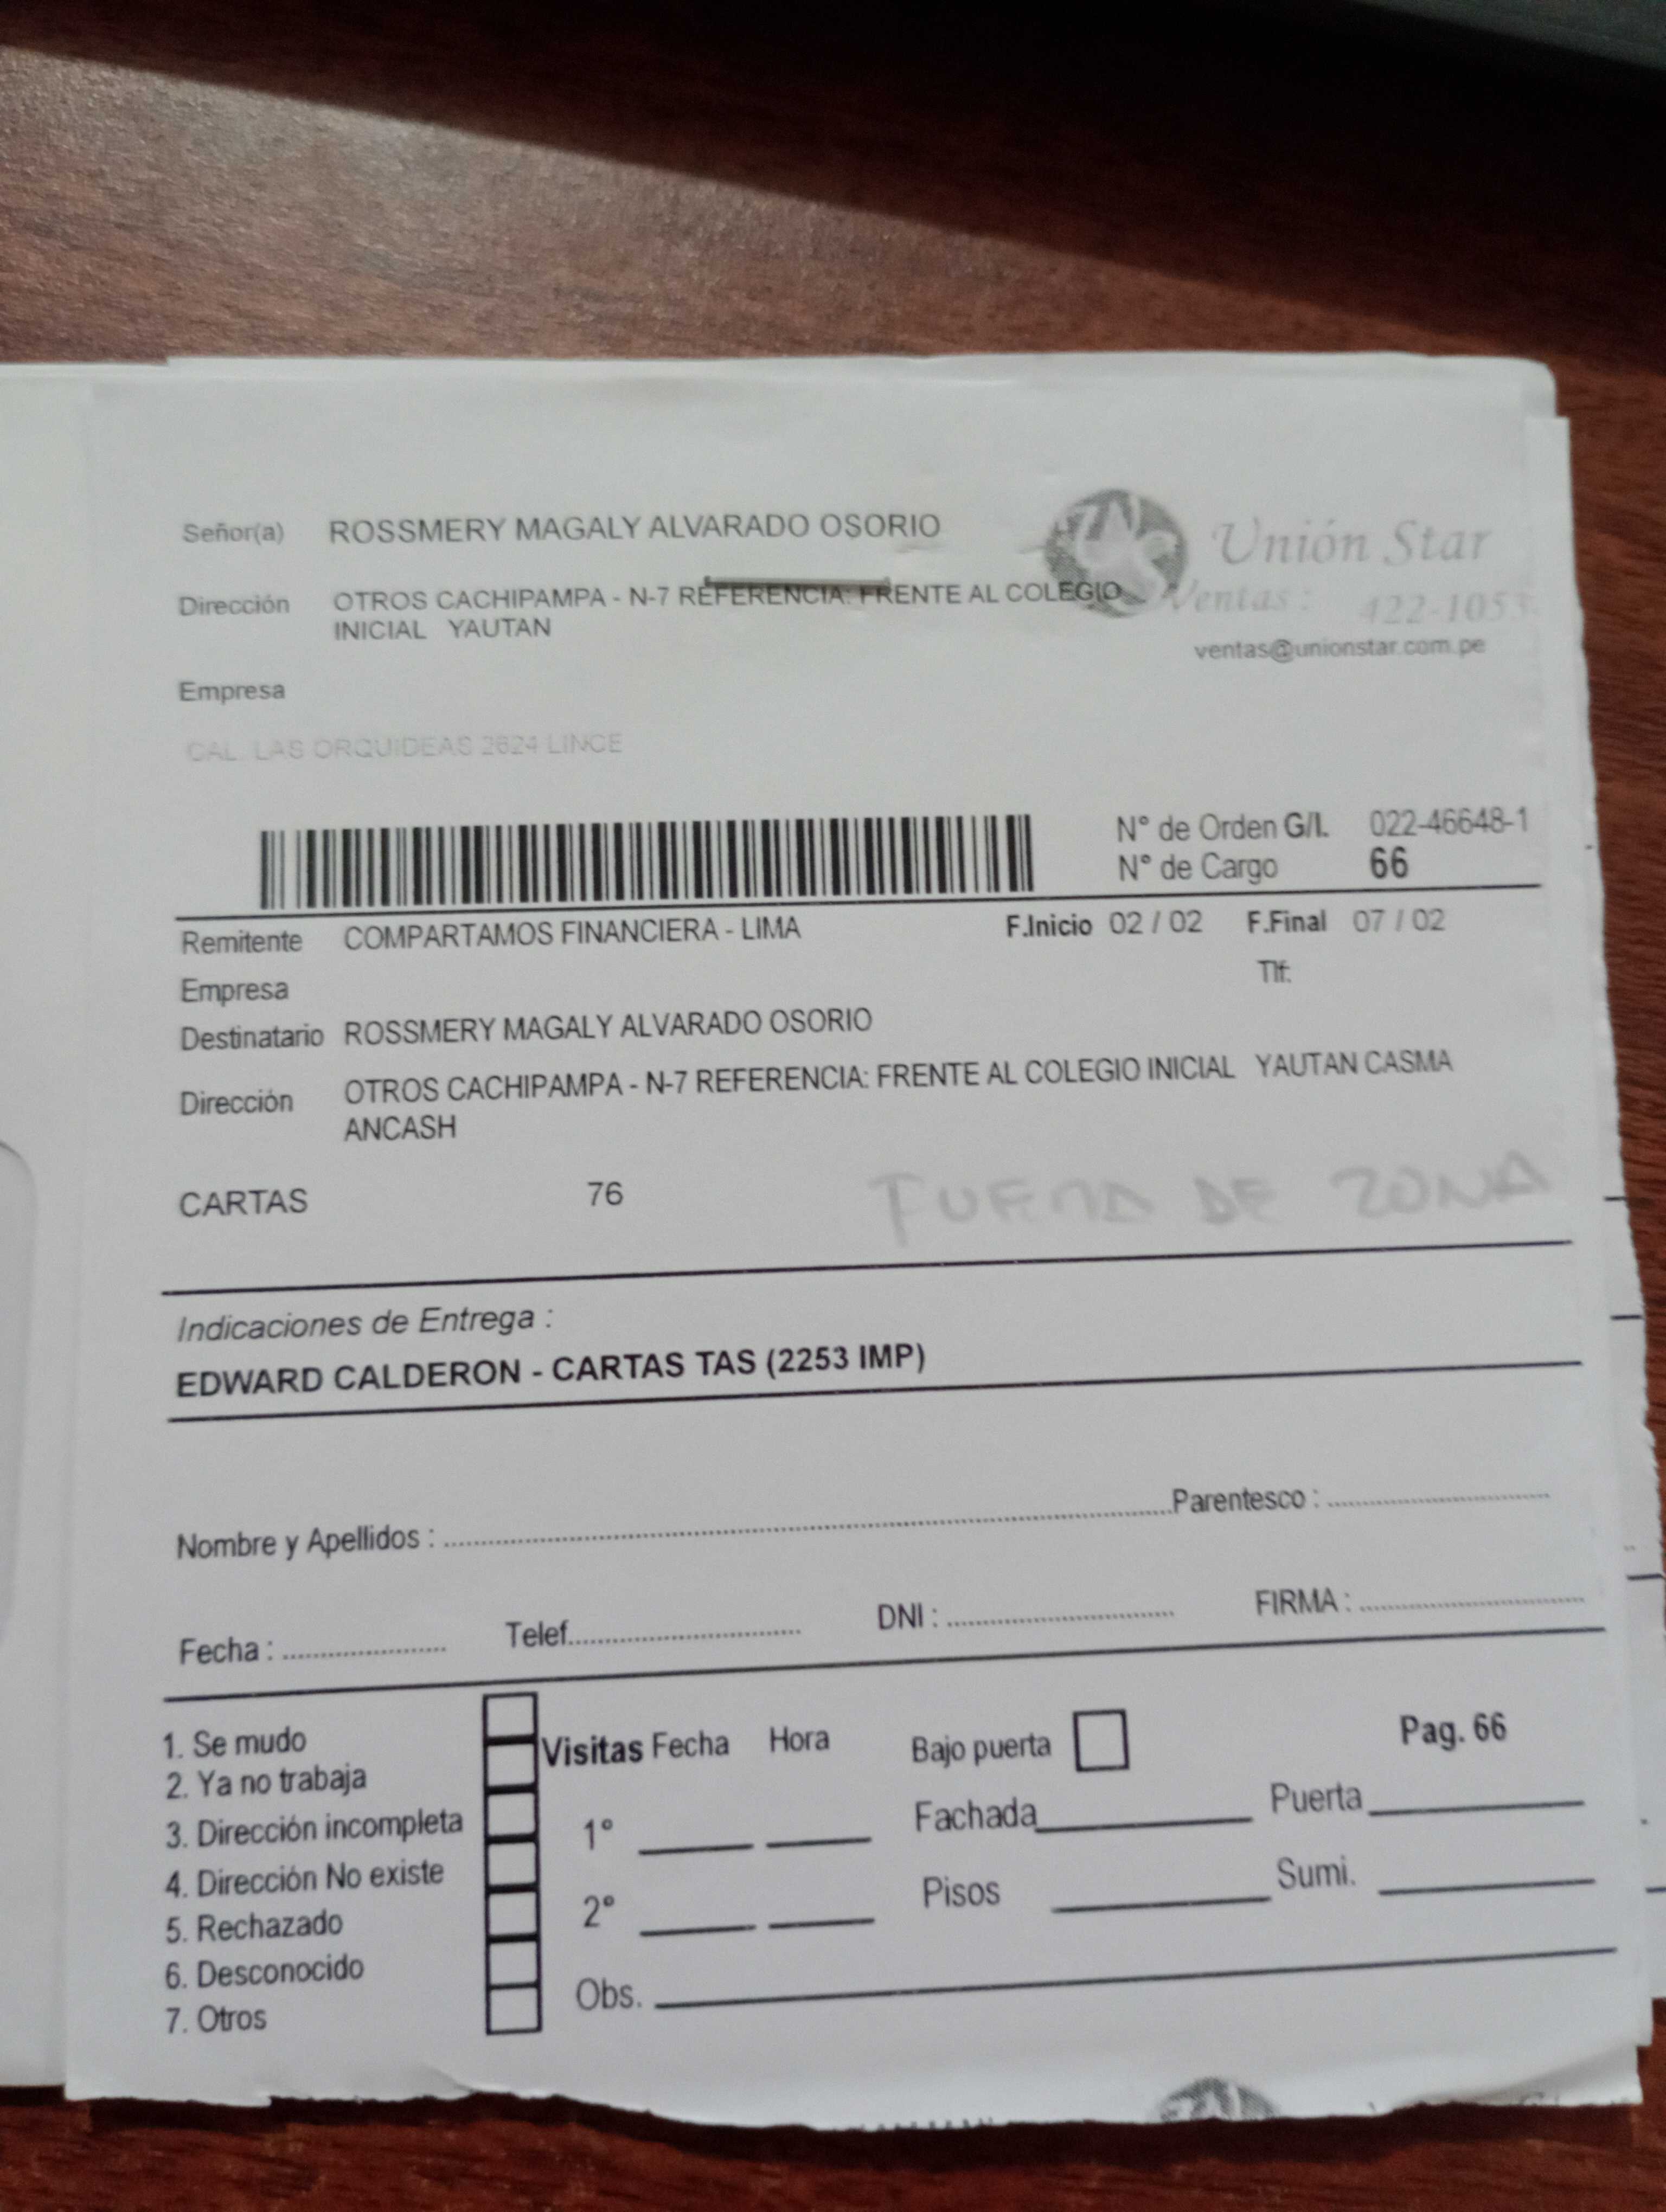 Señor(a) ROSSMERY MAGALY ALVARADO OSORIO
Unión Star
Dirección OTROS CACHIPAMPA - N-7 REFERENCIA: FRENTE AL COLEGIO
INICIAL YAUTAN
Ventas: 422-1053
ventas@unionstar.com.pe
Empresa
CAL. LAS ORQUIDEAS 2624 LINCE
N° de Orden G/I. 022-46648-1
N° de Cargo 66
Remitente COMPARTAMOS FINANCIERA - LIMA F.Inicio 02 / 02 F.Final 07 / 02
Empresa Tlf:
Destinatario ROSSMERY MAGALY ALVARADO OSORIO
Dirección OTROS CACHIPAMPA - N-7 REFERENCIA: FRENTE AL COLEGIO INICIAL YAUTAN CASMA
ANCASH
CARTAS 76 FUERA DE ZONA
Indicaciones de Entrega :
EDWARD CALDERON - CARTAS TAS (2253 IMP)
Nombre y Apellidos : Parentesco :
Fecha : Telef. DNI : FIRMA :
1. Se mudo
2. Ya no trabaja
3. Dirección incompleta
4. Dirección No existe
5. Rechazado
6. Desconocido
7. Otros
Visitas Fecha Hora
1°
2°
Obs.
Bajo puerta Pag. 66
Fachada Puerta
Pisos Sumi.